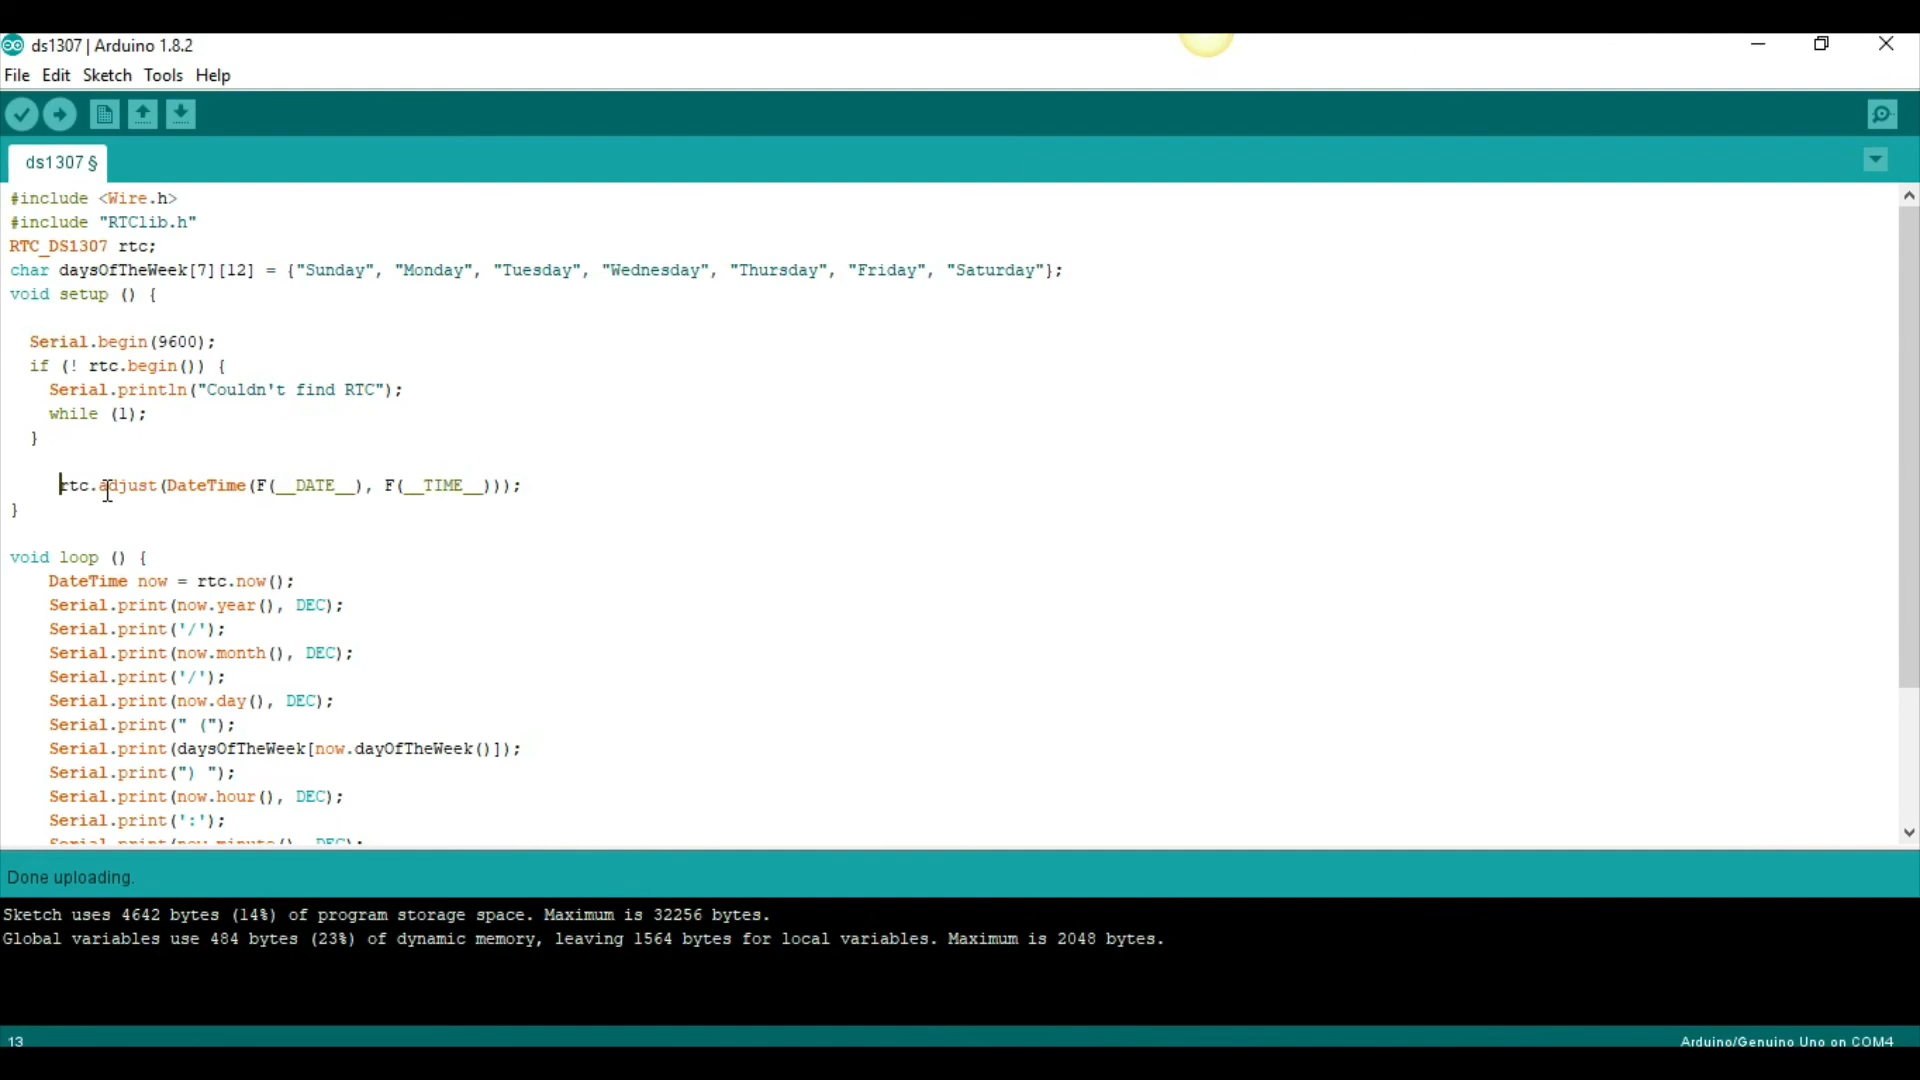 ds1307 | Arduino 1.8.2
File Edit Sketch Tools Help
ds1307 §
#include <Wire.h>
#include "RTClib.h"
RTC_DS1307 rtc;
char daysOfTheWeek[7][12] = {"Sunday", "Monday", "Tuesday", "Wednesday", "Thursday", "Friday", "Saturday"};
void setup () {
Serial.begin(9600);
if (! rtc.begin()) {
Serial.println("Couldn't find RTC");
while (1);
}
rtc.adjust(DateTime(F(__DATE__), F(__TIME__)));
}
void loop () {
DateTime now = rtc.now();
Serial.print(now.year(), DEC);
Serial.print('/');
Serial.print(now.month(), DEC);
Serial.print('/');
Serial.print(now.day(), DEC);
Serial.print(" (");
Serial.print(daysOfTheWeek[now.dayOfTheWeek()]);
Serial.print(") ");
Serial.print(now.hour(), DEC);
Serial.print(':');
Serial.print(now.minute(), DEC);
Done uploading.
Sketch uses 4642 bytes (14%) of program storage space. Maximum is 32256 bytes.
Global variables use 484 bytes (23%) of dynamic memory, leaving 1564 bytes for local variables. Maximum is 2048 bytes.
13
Arduino/Genuino Uno on COM4